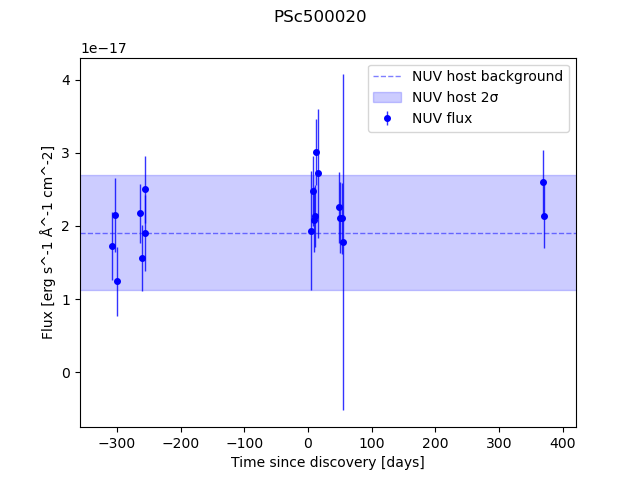 PSc500020
1e−17
NUV host background
NUV host 2σ
NUV flux
4
3
2
1
0
Flux [erg s^-1 Å^-1 cm^-2]
−300
−200
−100
0
100
200
300
400
Time since discovery [days]